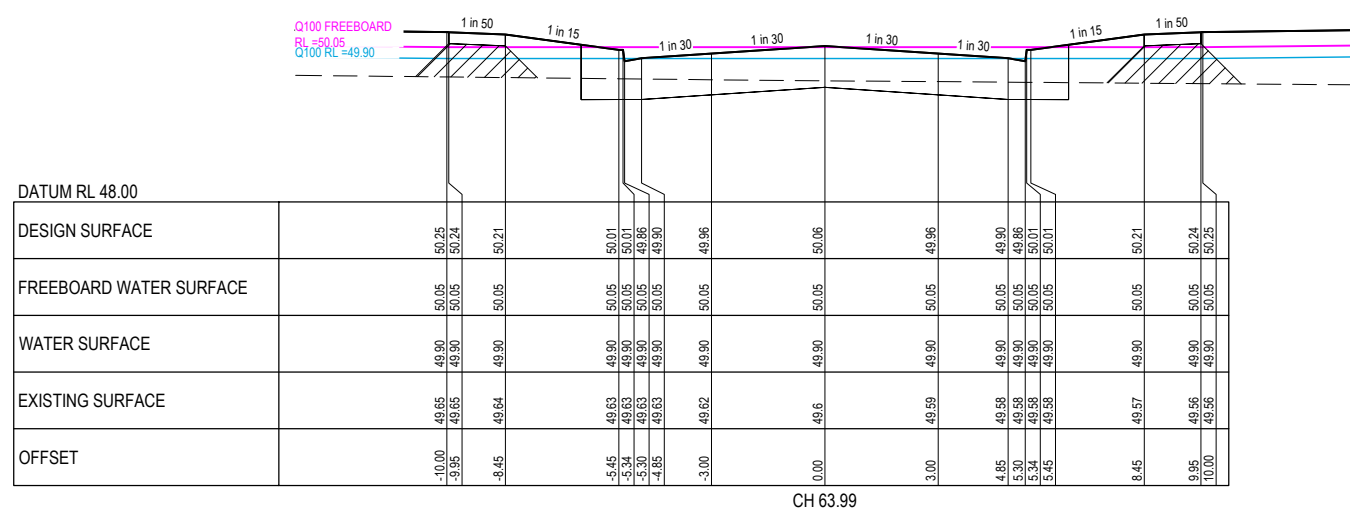 Q100 FREEBOARD
RL =50.05
Q100 RL =49.90
1 in 50
1 in 15
1 in 30
1 in 30
1 in 30
1 in 30
1 in 15
1 in 50
DATUM RL 48.00
DESIGN SURFACE 50.25 50.24 50.21 50.01 50.01 49.86 49.90 49.96 50.06 49.96 49.90 49.86 50.01 50.01 50.21 50.24 50.25
FREEBOARD WATER SURFACE 50.05 50.05 50.05 50.05 50.05 50.05 50.05 50.05 50.05 50.05 50.05 50.05 50.05 50.05 50.05 50.05 50.05
WATER SURFACE 49.90 49.90 49.90 49.90 49.90 49.90 49.90 49.90 49.90 49.90 49.90 49.90 49.90 49.90 49.90 49.90 49.90
EXISTING SURFACE 49.65 49.65 49.64 49.63 49.63 49.63 49.63 49.62 49.6 49.59 49.58 49.58 49.58 49.58 49.57 49.56 49.56
OFFSET -10.00 -9.95 -8.45 -5.45 -5.34 -5.30 -4.85 -3.00 0.00 3.00 4.85 5.30 5.34 5.45 8.45 9.95 10.00
CH 63.99